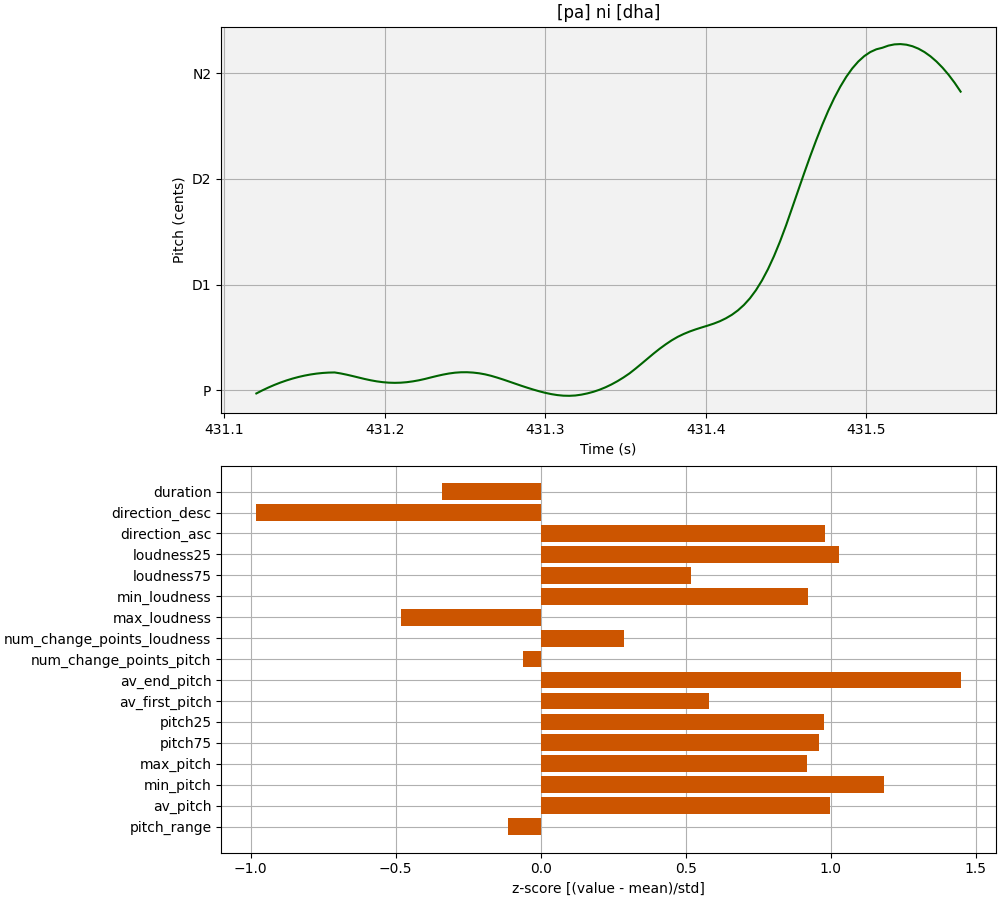 [pa] ni [dha]
N2
D2
D1
P
Pitch (cents)
431.1 431.2 431.3 431.4 431.5
Time (s)
duration
direction_desc
direction_asc
loudness25
loudness75
min_loudness
max_loudness
num_change_points_loudness
num_change_points_pitch
av_end_pitch
av_first_pitch
pitch25
pitch75
max_pitch
min_pitch
av_pitch
pitch_range
−1.0 −0.5 0.0 0.5 1.0 1.5
z-score [(value - mean)/std]